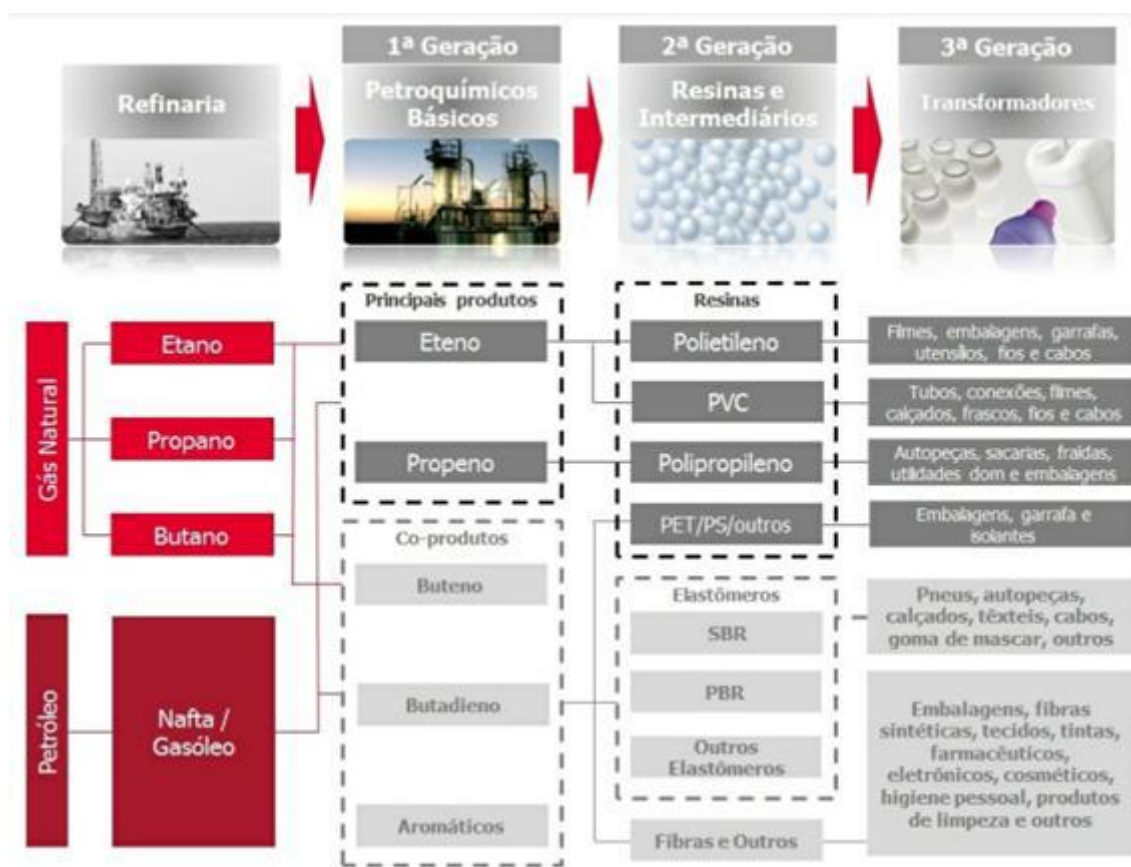 1ª Geração
2ª Geração
3ª Geração
Refinaria
Petroquímicos
Básicos
Resinas e
Intermediários
Transformadores
Principais produtos
Resinas
Gás Natural
Etano
Eteno
Polietileno
Filmes, embalagens, garrafas,
utensílios, fios e cabos
PVC
Tubos, conexões, filmes,
calçados, frascos, fios e cabos
Propano
Propeno
Polipropileno
Autopeças, sacarias, fraldas,
utilidades dom e embalagens
Butano
PET/PS/outros
Embalagens, garrafa e
isolantes
Co-produtos
Buteno
Elastômeros
SBR
Pneus, autopeças,
calçados, têxteis, cabos,
goma de mascar, outros
Petróleo
Nafta /
Gasóleo
Butadieno
PBR
Outros
Elastômeros
Embalagens, fibras
sintéticas, tecidos, tintas,
farmacêuticos,
eletrônicos, cosméticos,
higiene pessoal, produtos
de limpeza e outros
Aromáticos
Fibras e Outros